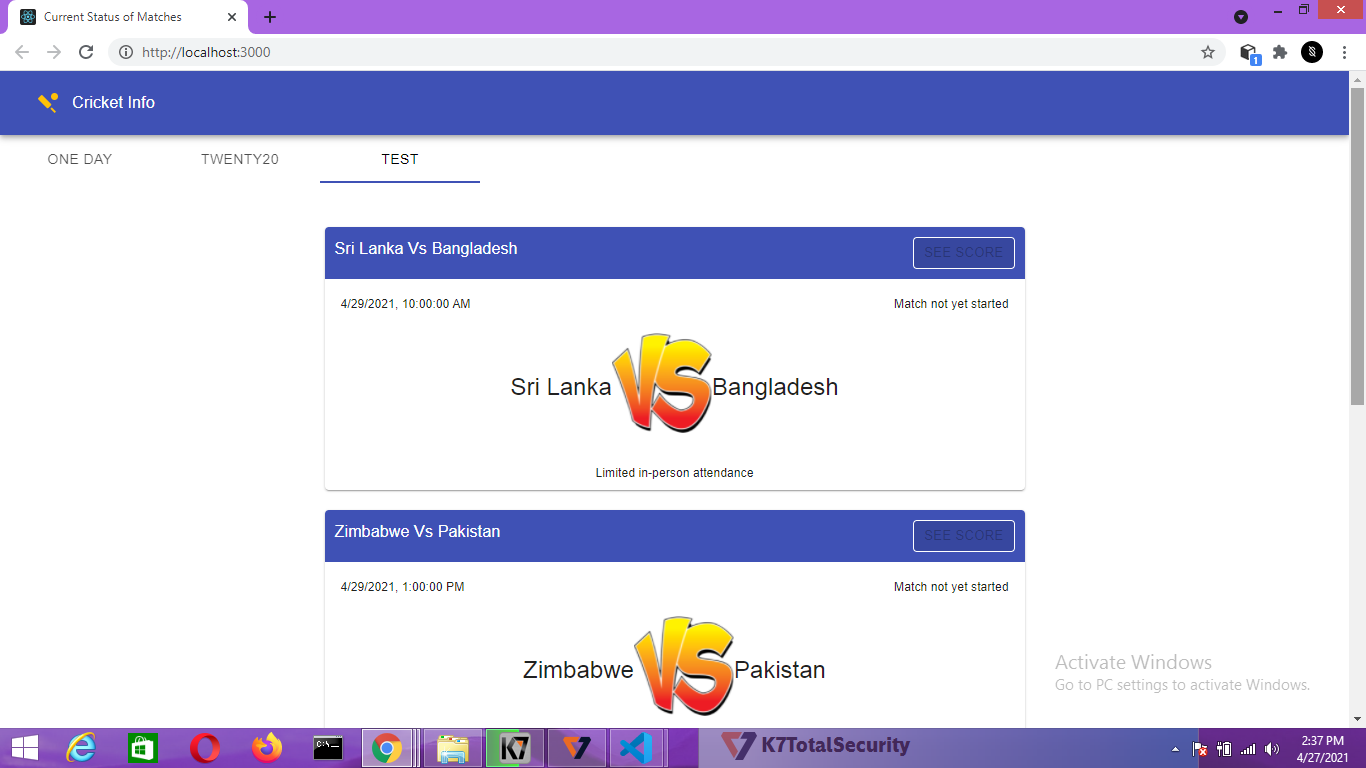 Current Status of Matches
http://localhost:3000
1
Cricket Info
ONE DAY TWENTY20 TEST
Sri Lanka Vs Bangladesh SEE SCORE
4/29/2021, 10:00:00 AM Match not yet started
Sri Lanka VS Bangladesh
Limited in-person attendance
Zimbabwe Vs Pakistan SEE SCORE
4/29/2021, 1:00:00 PM Match not yet started
Zimbabwe VS Pakistan
Activate Windows
Go to PC settings to activate Windows.
C:\_
K7
K7TotalSecurity
2:37 PM
4/27/2021